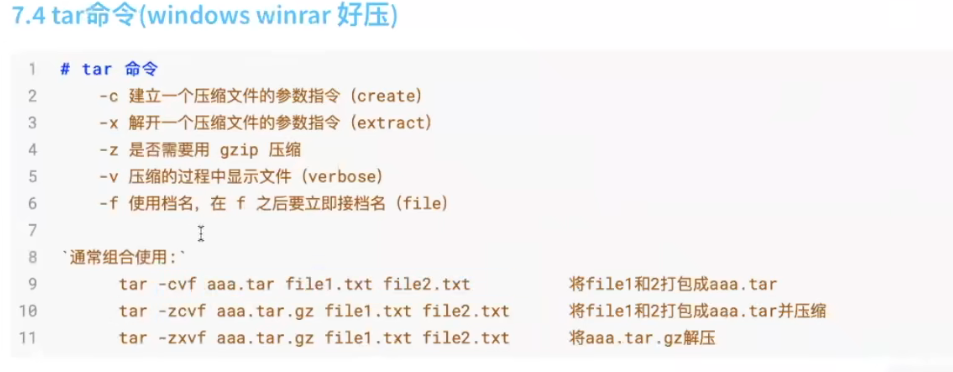 7.4 tar命令(windows winrar 好压)
1 # tar 命令
2 -c 建立一个压缩文件的参数指令（create）
3 -x 解开一个压缩文件的参数指令（extract）
4 -z 是否需要用 gzip 压缩
5 -v 压缩的过程中显示文件（verbose）
6 -f 使用档名，在 f 之后要立即接档名（file）
7
8 `通常组合使用：`
9 tar -cvf aaa.tar file1.txt file2.txt 将file1和2打包成aaa.tar
10 tar -zcvf aaa.tar.gz file1.txt file2.txt 将file1和2打包成aaa.tar并压缩
11 tar -zxvf aaa.tar.gz file1.txt file2.txt 将aaa.tar.gz解压